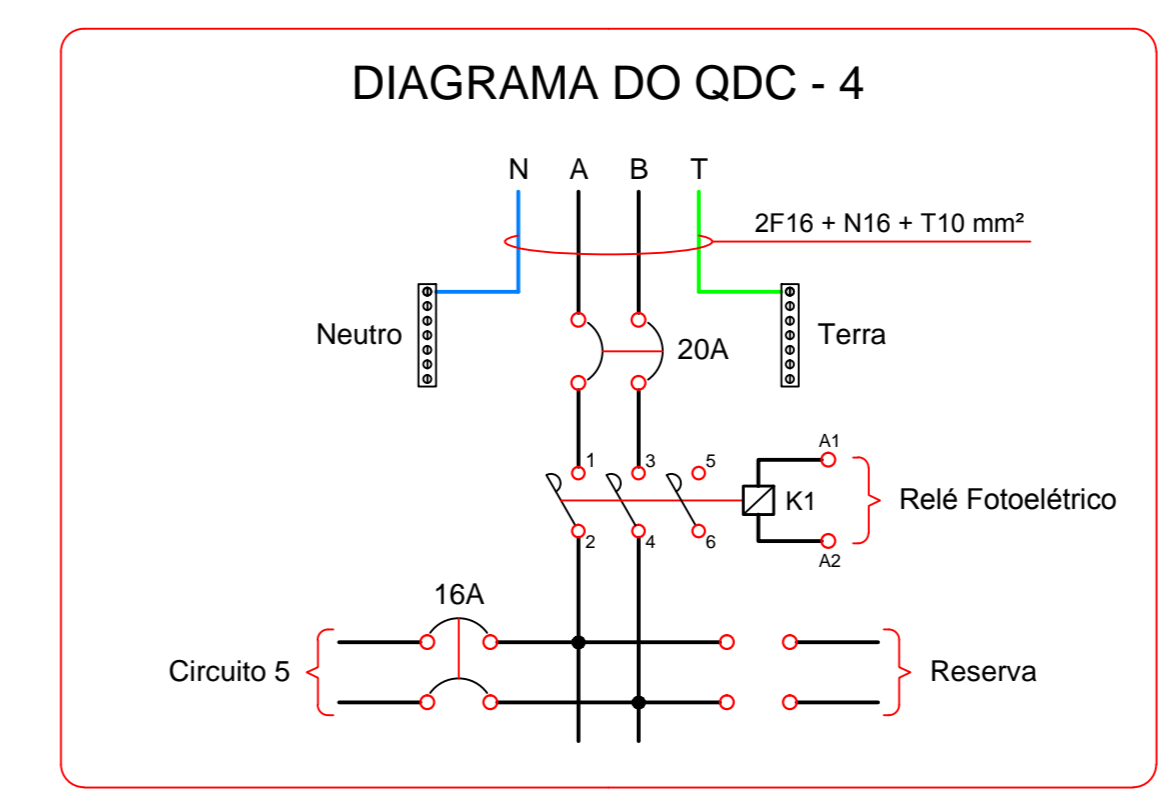 DIAGRAMA DO QDC - 4
N A B T
2F16 + N16 + T10 mm²
Neutro
20A
Terra
1 3 5
A1
K1
Relé Fotoelétrico
2 4 6
A2
16A
Circuito 5
Reserva